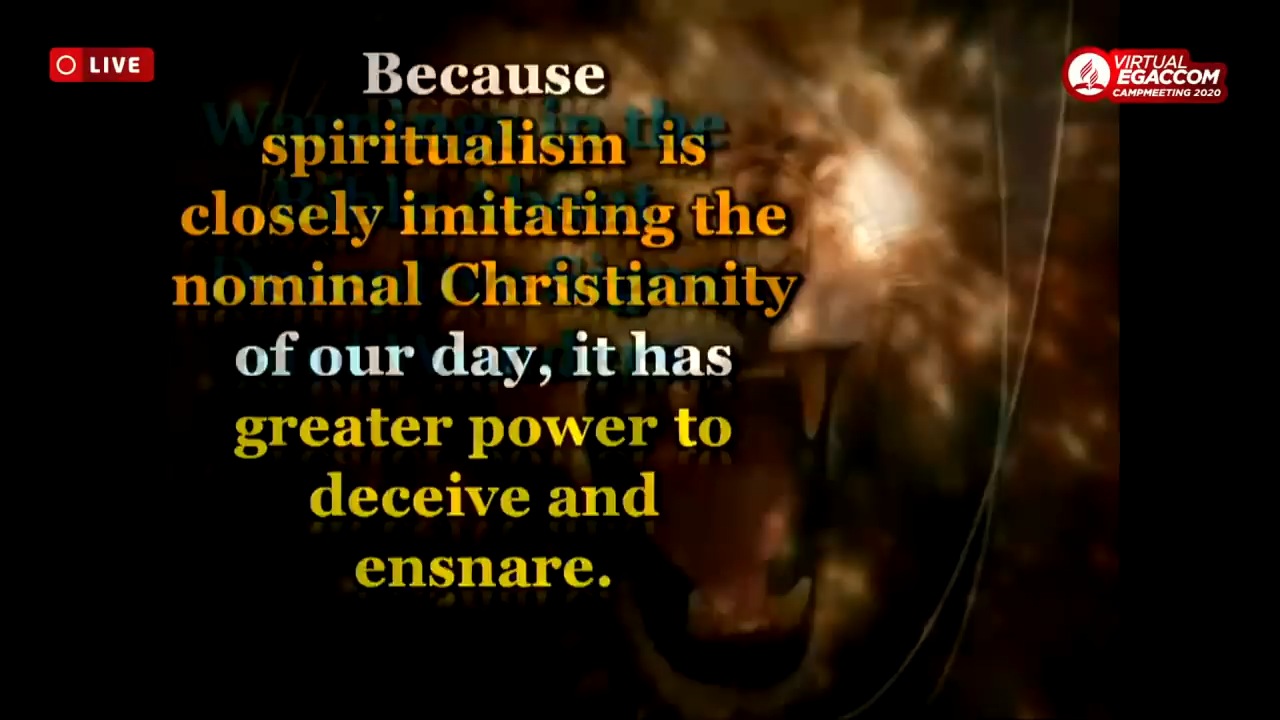 LIVE
VIRTUAL
EGACCOM
CAMPMEETING 2020
Because
spiritualism is
closely imitating the
nominal Christianity
of our day, it has
greater power to
deceive and
ensnare.